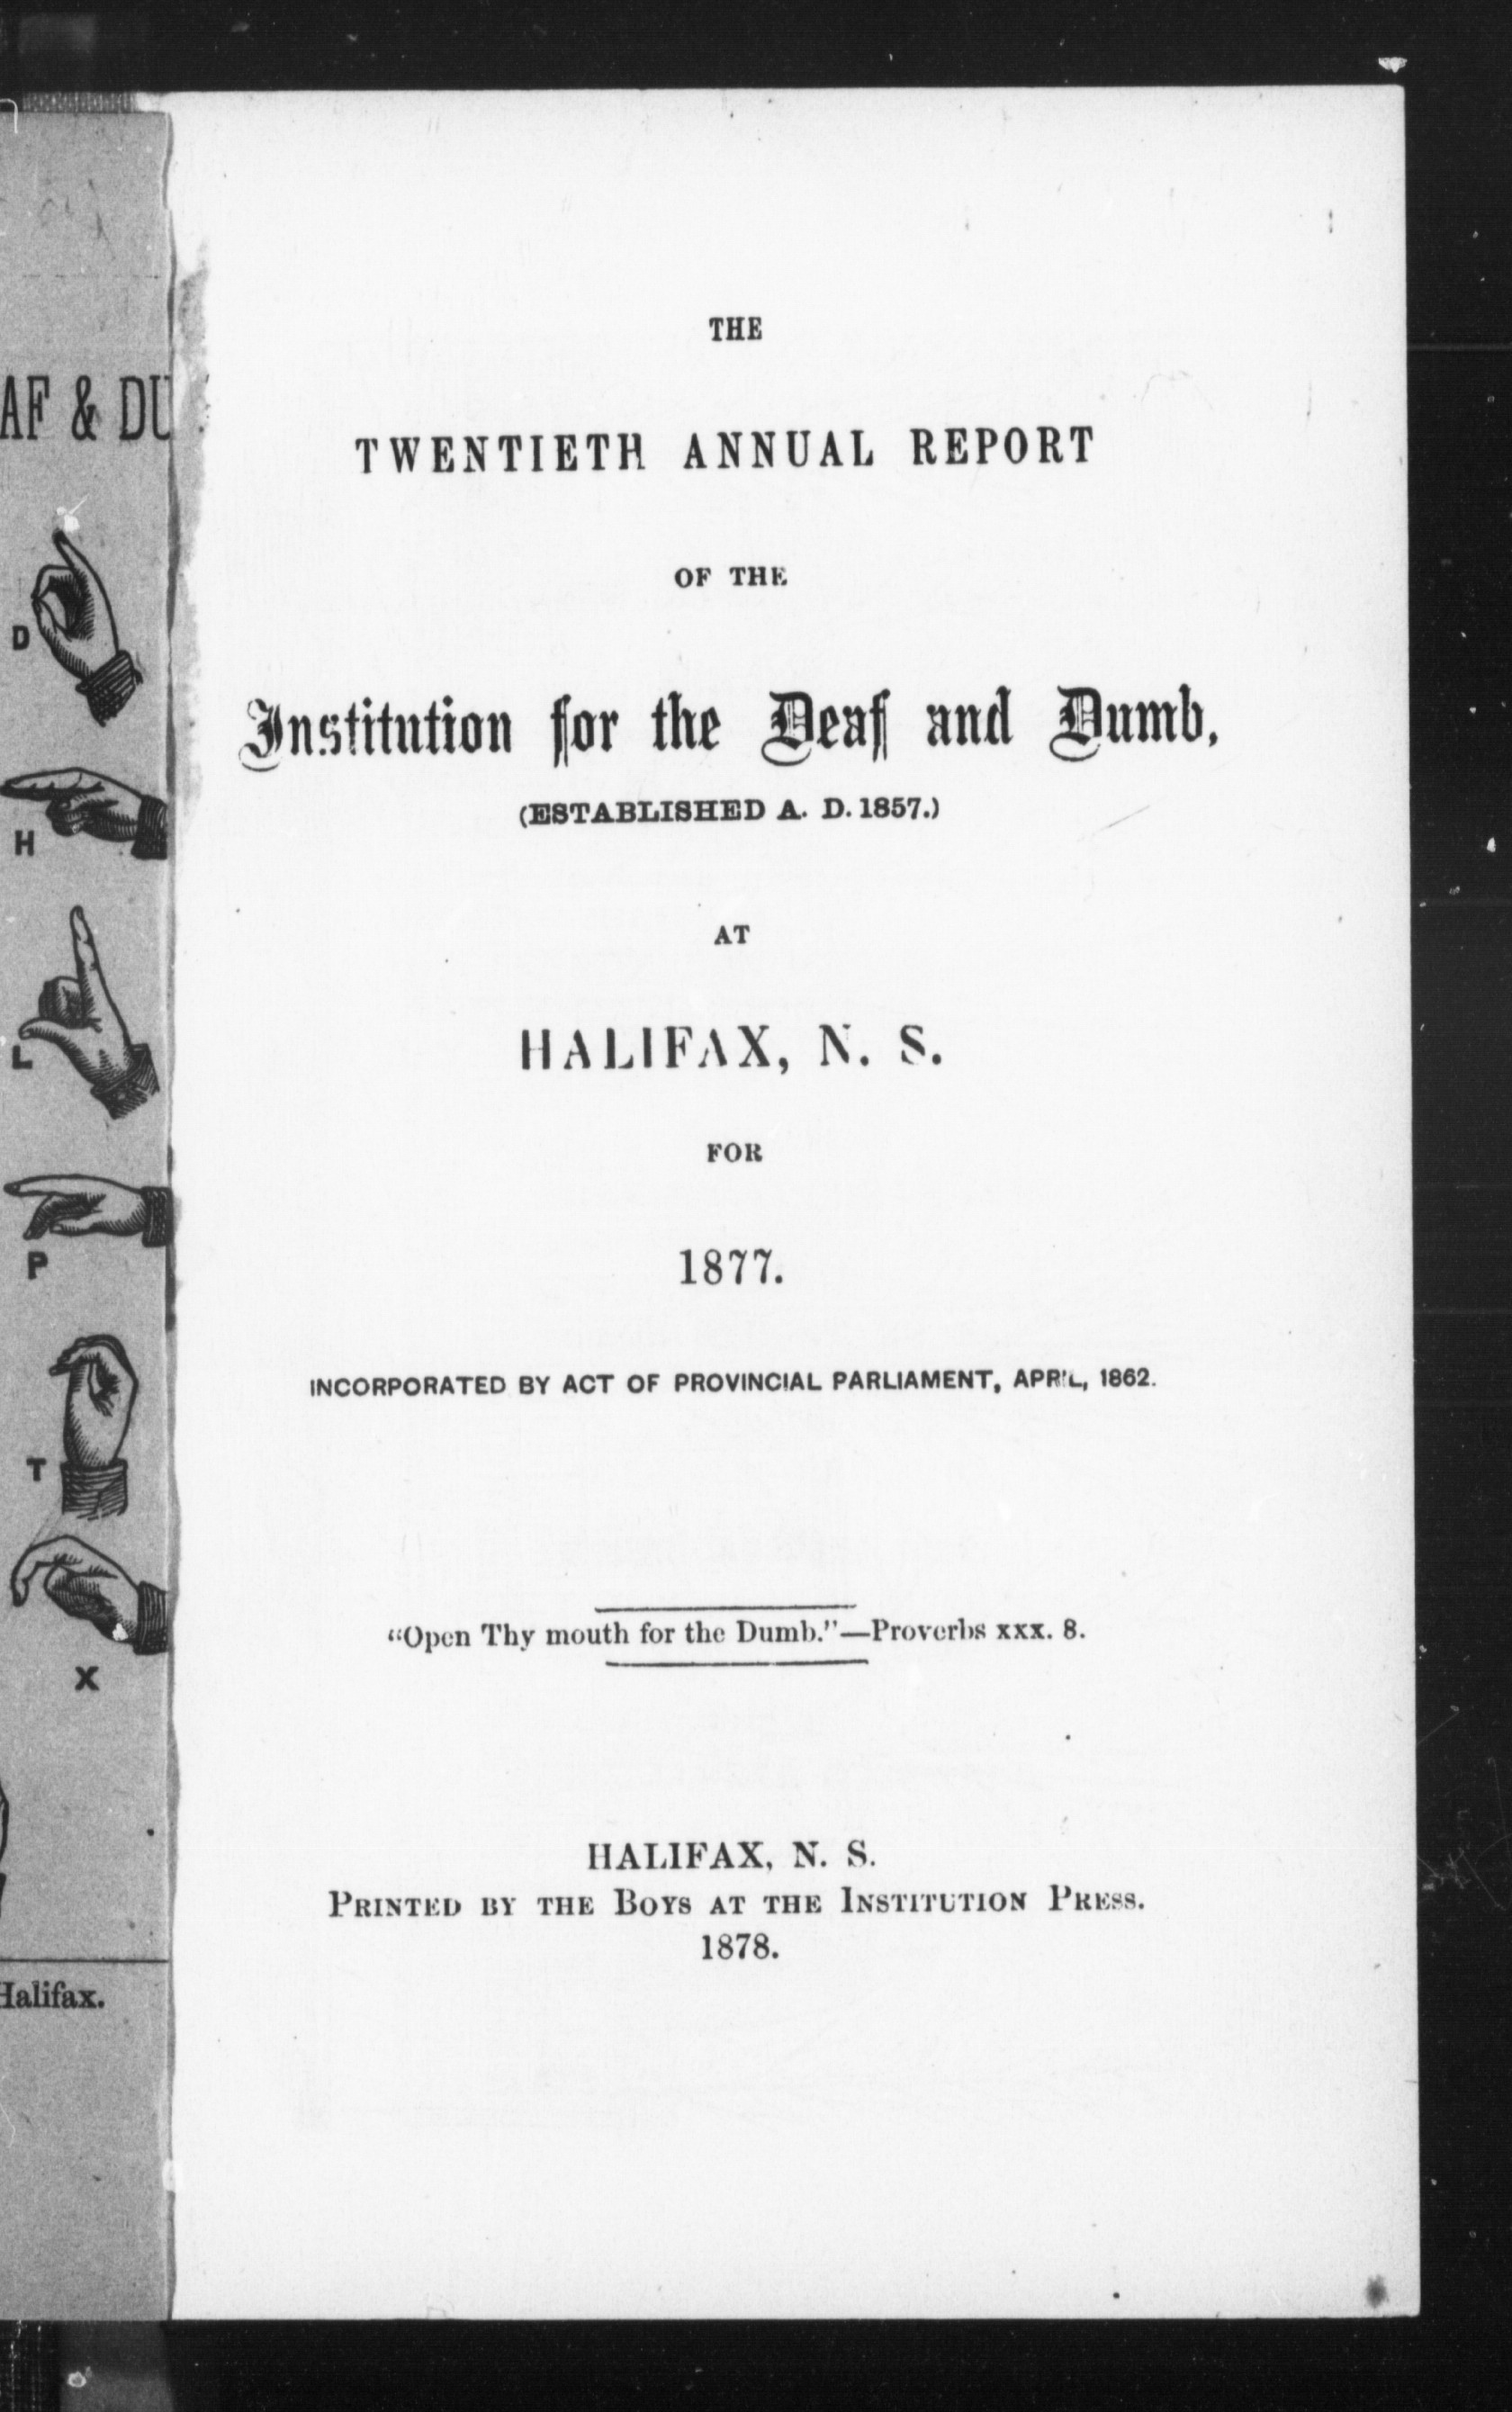 AF & DU
D
H
L
P
T
X
Halifax.
THE
TWENTIETH ANNUAL REPORT
OF THE
Institution for the Deaf and Dumb,
(ESTABLISHED A. D. 1857.)
AT
HALIFAX, N. S.
FOR
1877.
INCORPORATED BY ACT OF PROVINCIAL PARLIAMENT, APRIL, 1862.
“Open Thy mouth for the Dumb.”—Proverbs xxx. 8.
HALIFAX, N. S.
PRINTED BY THE BOYS AT THE INSTITUTION PRESS.
1878.